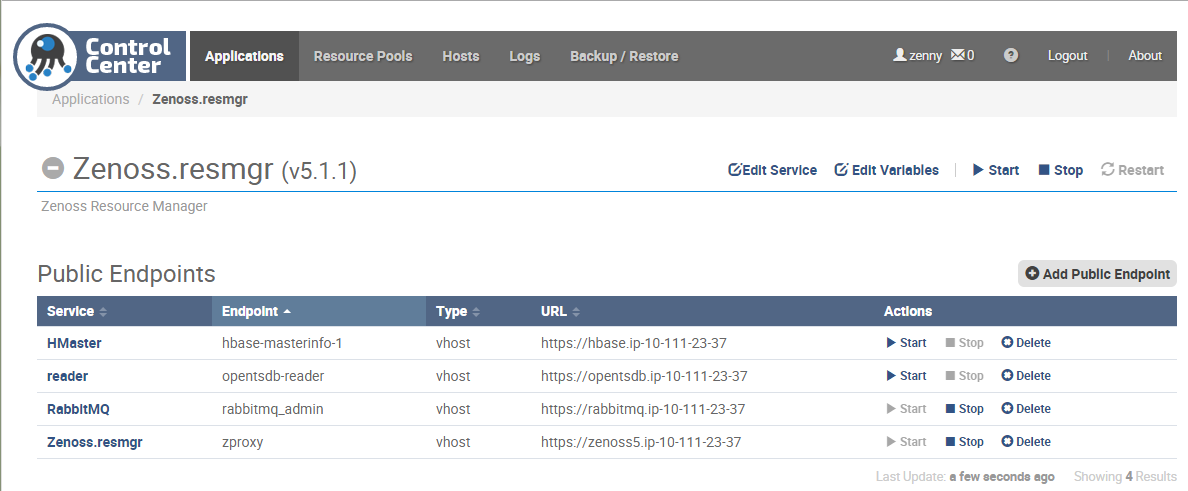 Control Center Applications Resource Pools Hosts Logs Backup / Restore zenny 0 ? Logout | About
Applications / Zenoss.resmgr
Zenoss.resmgr (v5.1.1) Edit Service Edit Variables | Start Stop Restart
Zenoss Resource Manager
Public Endpoints Add Public Endpoint
Service Endpoint Type URL Actions
HMaster hbase-masterinfo-1 vhost https://hbase.ip-10-111-23-37 Start Stop Delete
reader opentsdb-reader vhost https://opentsdb.ip-10-111-23-37 Start Stop Delete
RabbitMQ rabbitmq_admin vhost https://rabbitmq.ip-10-111-23-37 Start Stop Delete
Zenoss.resmgr zproxy vhost https://zenoss5.ip-10-111-23-37 Start Stop Delete
Last Update: a few seconds ago Showing 4 Results